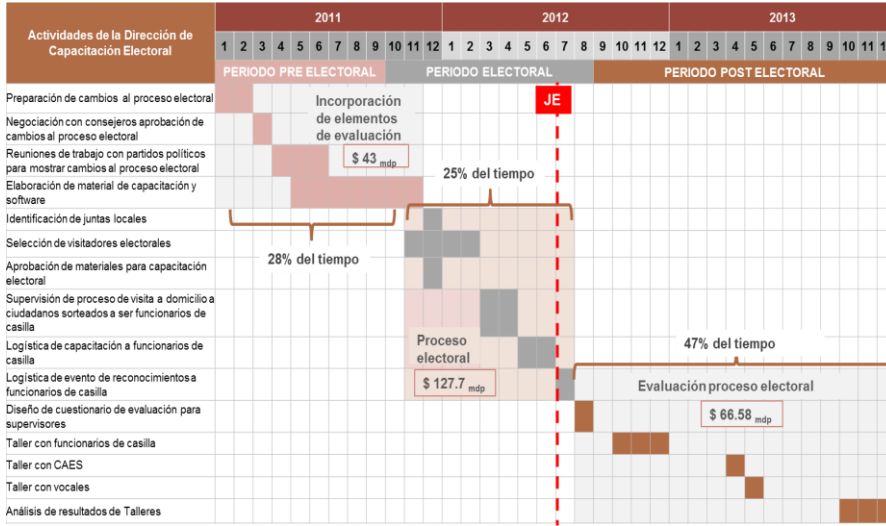 Actividades de la Dirección de
Capacitación Electoral
2011 2012 2013
1 2 3 4 5 6 7 8 9 10 11 12 1 2 3 4 5 6 7 8 9 10 11 12 1 2 3 4 5 6 7 8 9 10 11
PERIODO PRE ELECTORAL PERIODO ELECTORAL PERIODO POST ELECTORAL
Preparación de cambios al proceso electoral
JE
Incorporación
de elementos
de evaluación
$ 43 mdp
Negociación con consejeros aprobación de
cambios al proceso electoral
Reuniones de trabajo con partidos políticos
para mostrar cambios al proceso electoral
25% del tiempo
Elaboración de material de capacitación y
software
Identificación de juntas locales
Selección de visitadores electorales
28% del tiempo
Aprobación de materiales para capacitación
electoral
Supervisión de proceso de visita a domicilio a
ciudadanos sorteados a ser funcionarios de
casilla
Logística de capacitación a funcionarios de
casilla
Proceso
electoral
$ 127.7 mdp
47% del tiempo
Logística de evento de reconocimientos a
funcionarios de casilla
Evaluación proceso electoral
$ 66.58 mdp
Diseño de cuestionario de evaluación para
supervisores
Taller con funcionarios de casilla
Taller con CAES
Taller con vocales
Análisis de resultados de Talleres